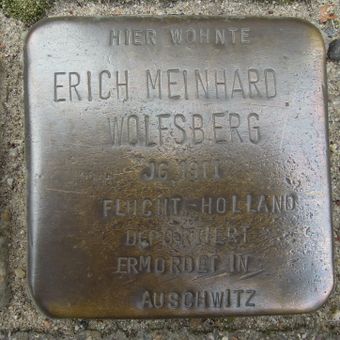 HIER WOHNTE
ERICH MEINHARD
WOLFSBERG
JG. 1911
FLUCHT HOLLAND
DEPORTIERT
ERMORDET IN
AUSCHWITZ